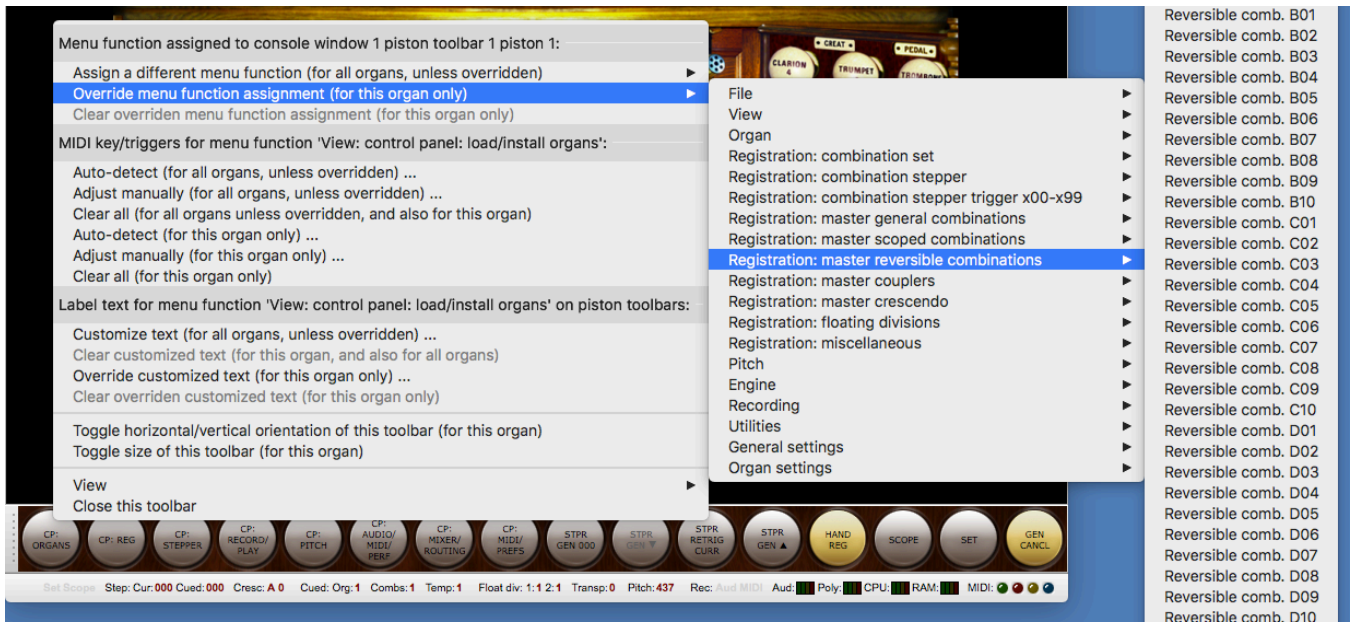 Menu function assigned to console window 1 piston toolbar 1 piston 1:
Assign a different menu function (for all organs, unless overridden)
Override menu function assignment (for this organ only)
Clear overriden menu function assignment (for this organ only)
MIDI key/triggers for menu function 'View: control panel: load/install organs':
Auto-detect (for all organs, unless overridden) ...
Adjust manually (for all organs, unless overridden) ...
Clear all (for all organs unless overridden, and also for this organ)
Auto-detect (for this organ only) ...
Adjust manually (for this organ only) ...
Clear all (for this organ only)
Label text for menu function 'View: control panel: load/install organs' on piston toolbars:
Customize text (for all organs, unless overridden) ...
Clear customized text (for this organ, and also for all organs)
Override customized text (for this organ only) ...
Clear overriden customized text (for this organ only)
Toggle horizontal/vertical orientation of this toolbar (for this organ)
Toggle size of this toolbar (for this organ)
View
Close this toolbar
GREAT
PEDAL
CLARION
4
TRUMPET
TROMBONE
File
View
Organ
Registration: combination set
Registration: combination stepper
Registration: combination stepper trigger x00-x99
Registration: master general combinations
Registration: master scoped combinations
Registration: master reversible combinations
Registration: master couplers
Registration: master crescendo
Registration: floating divisions
Registration: miscellaneous
Pitch
Engine
Recording
Utilities
General settings
Organ settings
Reversible comb. B01
Reversible comb. B02
Reversible comb. B03
Reversible comb. B04
Reversible comb. B05
Reversible comb. B06
Reversible comb. B07
Reversible comb. B08
Reversible comb. B09
Reversible comb. B10
Reversible comb. C01
Reversible comb. C02
Reversible comb. C03
Reversible comb. C04
Reversible comb. C05
Reversible comb. C06
Reversible comb. C07
Reversible comb. C08
Reversible comb. C09
Reversible comb. C10
Reversible comb. D01
Reversible comb. D02
Reversible comb. D03
Reversible comb. D04
Reversible comb. D05
Reversible comb. D06
Reversible comb. D07
Reversible comb. D08
Reversible comb. D09
Reversible comb. D10
CP:
ORGANS
CP: REG
CP:
STEPPER
CP:
RECORD/
PLAY
CP:
PITCH
CP:
AUDIO/
MIDI/
PERF
CP:
MIXER/
ROUTING
CP:
MIDI/
PREFS
STPR
GEN 000
STPR
GEN ▼
STPR
RETRIG
CURR
STPR
GEN ▲
HAND
REG
SCOPE
SET
GEN
CANCL
Set Scope Step: Cur: 000 Cued: 000 Cresc: A 0 Cued: Org: 1 Combs: 1 Temp: 1 Float div: 1:1 2:1 Transp: 0 Pitch: 437 Rec: Aud MIDI Aud: Poly: CPU: RAM: MIDI: